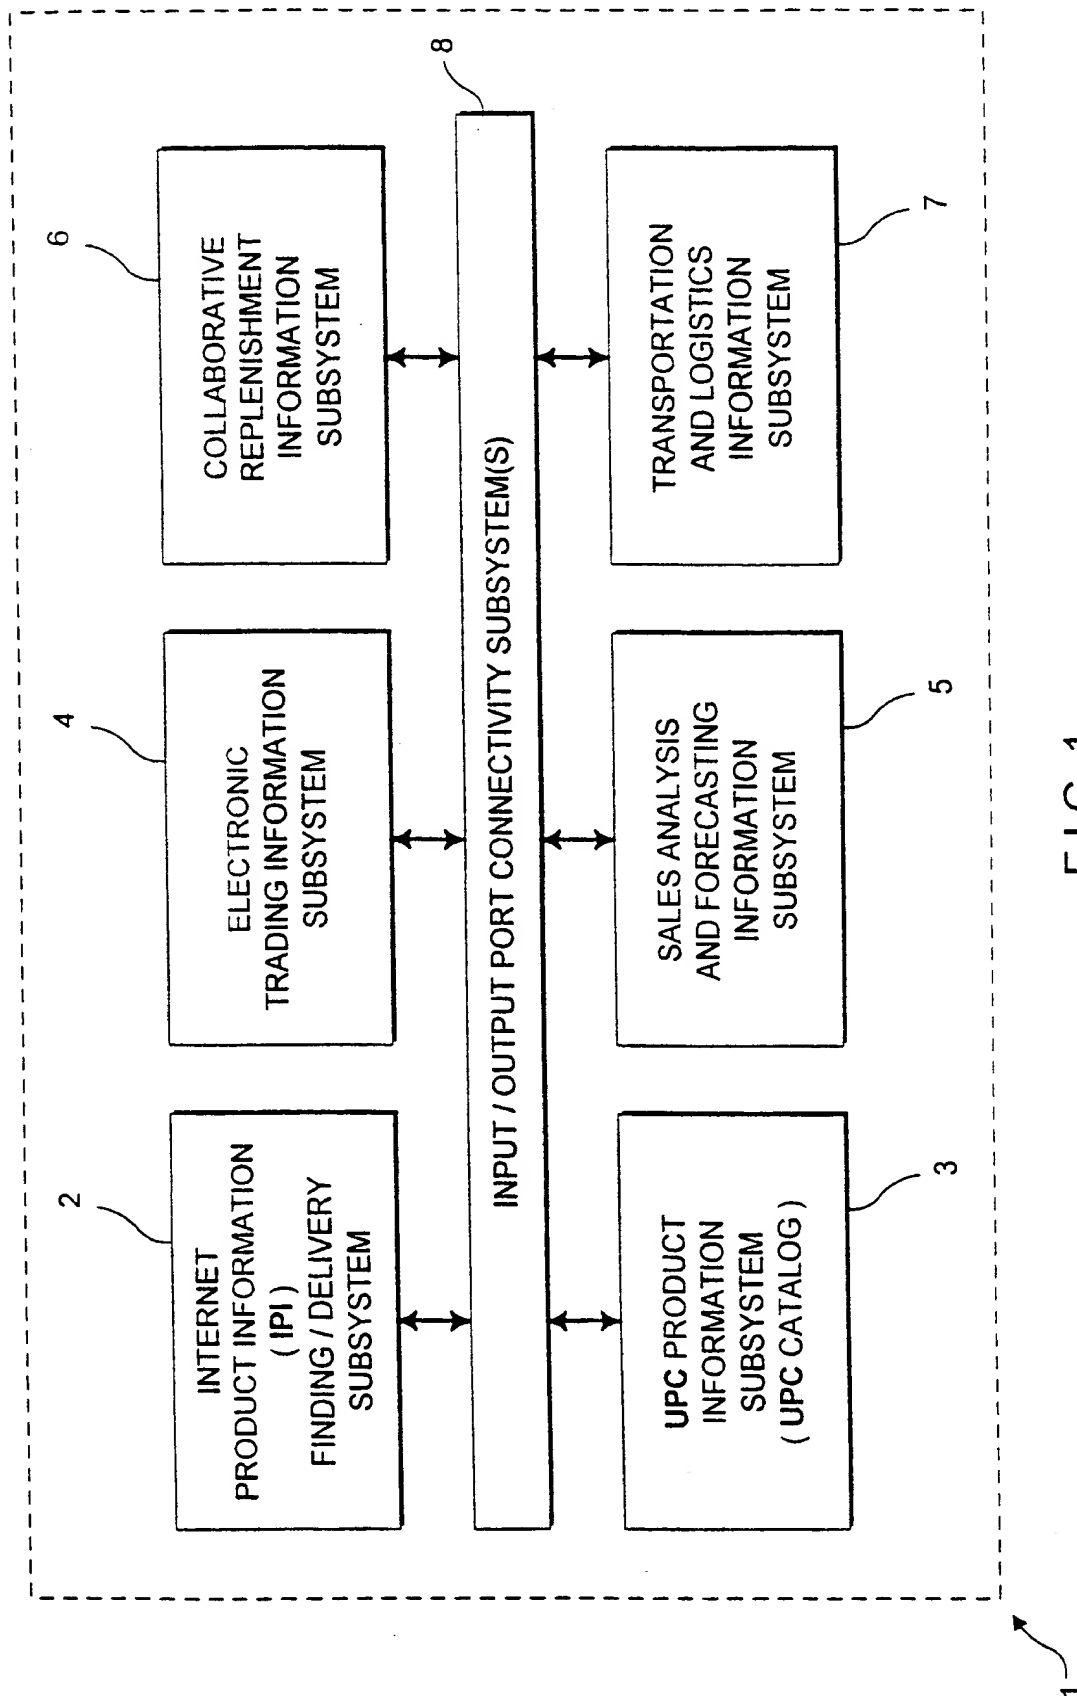 2
INTERNET
PRODUCT INFORMATION
( IPI )
FINDING / DELIVERY
SUBSYSTEM
4
ELECTRONIC
TRADING INFORMATION
SUBSYSTEM
6
COLLABORATIVE
REPLENISHMENT
INFORMATION
SUBSYSTEM
8
INPUT / OUTPUT PORT CONNECTIVITY SUBSYSTEM(S)
UPC PRODUCT
INFORMATION
SUBSYSTEM
( UPC CATALOG )
3
SALES ANALYSIS
AND FORECASTING
INFORMATION
SUBSYSTEM
5
TRANSPORTATION
AND LOGISTICS
INFORMATION
SUBSYSTEM
7
1
FIG. 1